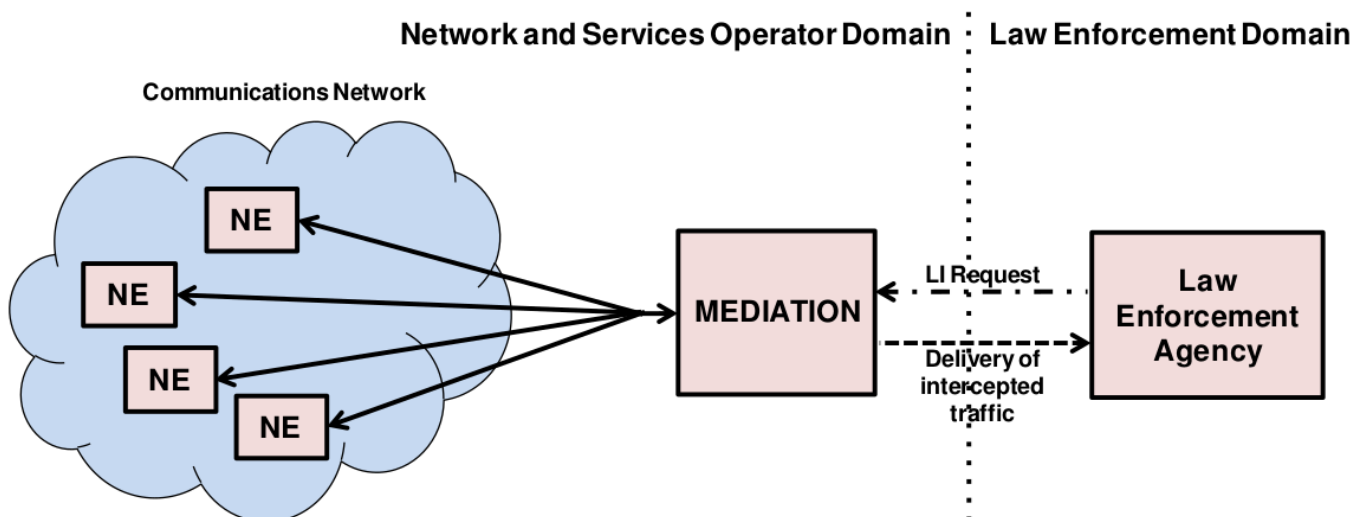 Network and Services Operator Domain
Law Enforcement Domain
Communications Network
NE
NE
NE
NE
MEDIATION
LI Request
Delivery of
intercepted
traffic
Law
Enforcement
Agency